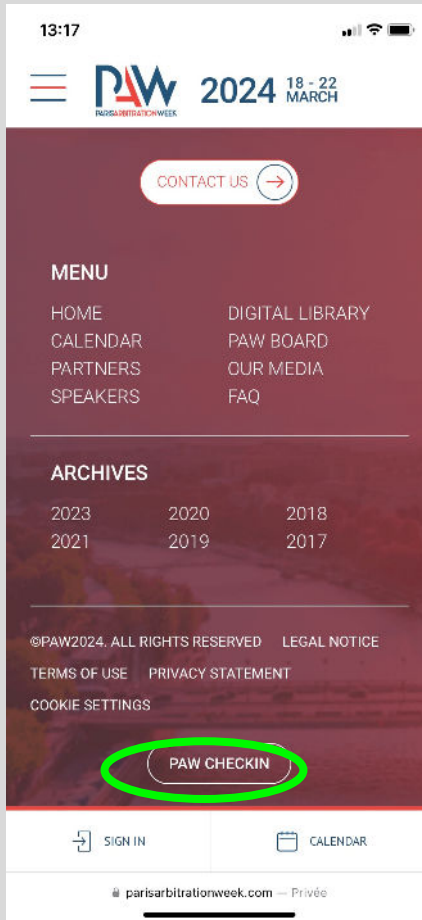 13:17
PAW 2024 18 - 22 MARCH
PARISARBITRATIONWEEK
CONTACT US
MENU
HOME DIGITAL LIBRARY
CALENDAR PAW BOARD
PARTNERS OUR MEDIA
SPEAKERS FAQ
ARCHIVES
2023 2020 2018
2021 2019 2017
©PAW2024. ALL RIGHTS RESERVED LEGAL NOTICE
TERMS OF USE PRIVACY STATEMENT
COOKIE SETTINGS
PAW CHECKIN
SIGN IN CALENDAR
parisarbitrationweek.com — Privée